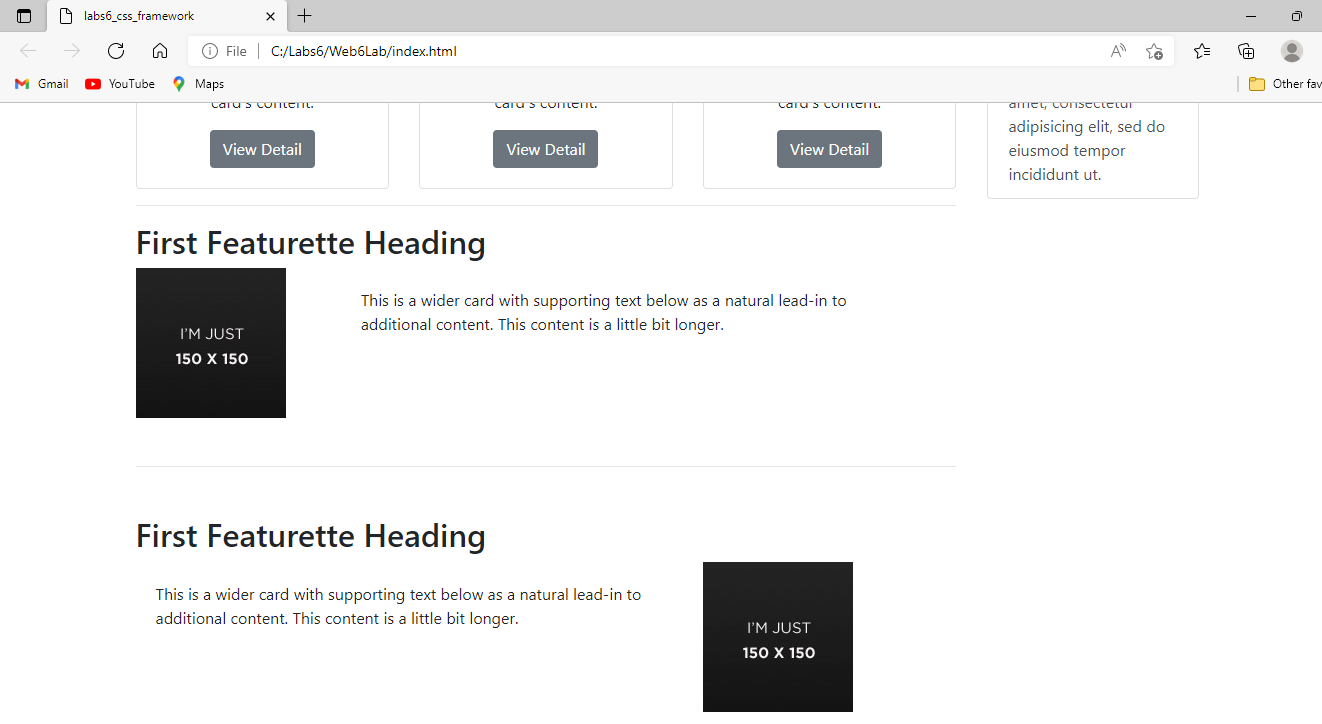 labs6_css_framework
File
C:/Labs6/Web6Lab/index.html
Gmail
YouTube
Maps
Other fav
card's content.
card's content.
card's content.
amet, consectetur
adipisicing elit, sed do
eiusmod tempor
incididunt ut.
View Detail
View Detail
View Detail
First Featurette Heading
I'M JUST
150 X 150
This is a wider card with supporting text below as a natural lead-in to
additional content. This content is a little bit longer.
First Featurette Heading
This is a wider card with supporting text below as a natural lead-in to
additional content. This content is a little bit longer.
I'M JUST
150 X 150